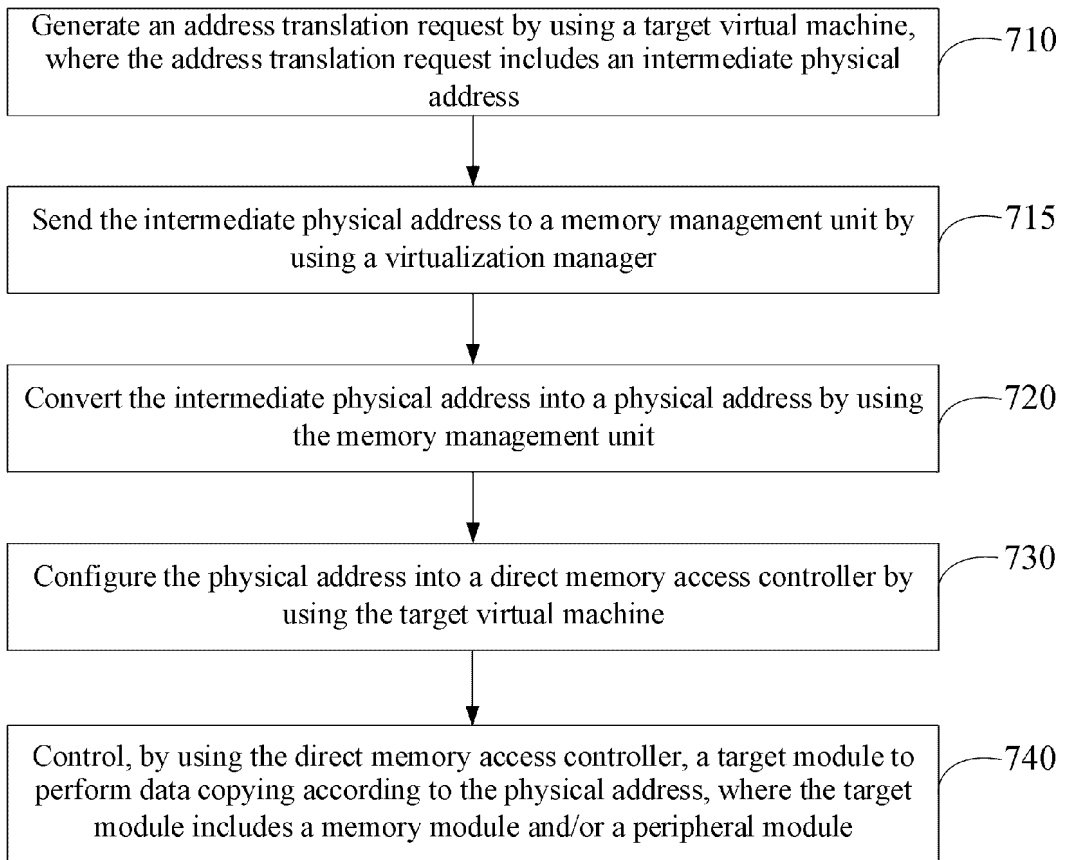 Generate an address translation request by using a target virtual machine,
where the address translation request includes an intermediate physical
address
710
Send the intermediate physical address to a memory management unit by
using a virtualization manager
715
Convert the intermediate physical address into a physical address by using
the memory management unit
720
Configure the physical address into a direct memory access controller by
using the target virtual machine
730
Control, by using the direct memory access controller, a target module to
perform data copying according to the physical address, where the target
module includes a memory module and/or a peripheral module
740